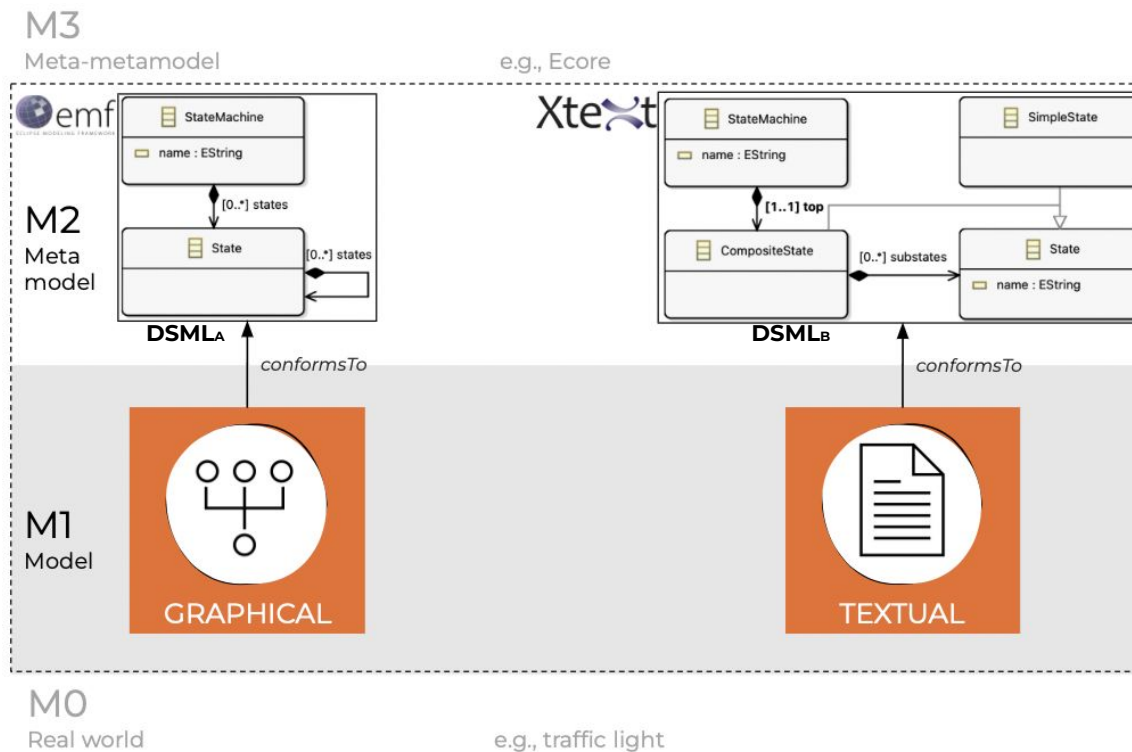 M3
Meta-metamodel
e.g., Ecore
emf
ECLIPSE MODELING FRAMEWORK
StateMachine
name : EString
[0..*] states
State
[0..*] states
DSMLA
Xtext
StateMachine
name : EString
SimpleState
[1..1] top
CompositeState
[0..*] substates
State
name : EString
DSMLB
M2
Meta
model
conformsTo
conformsTo
M1
Model
GRAPHICAL
TEXTUAL
M0
Real world
e.g., traffic light